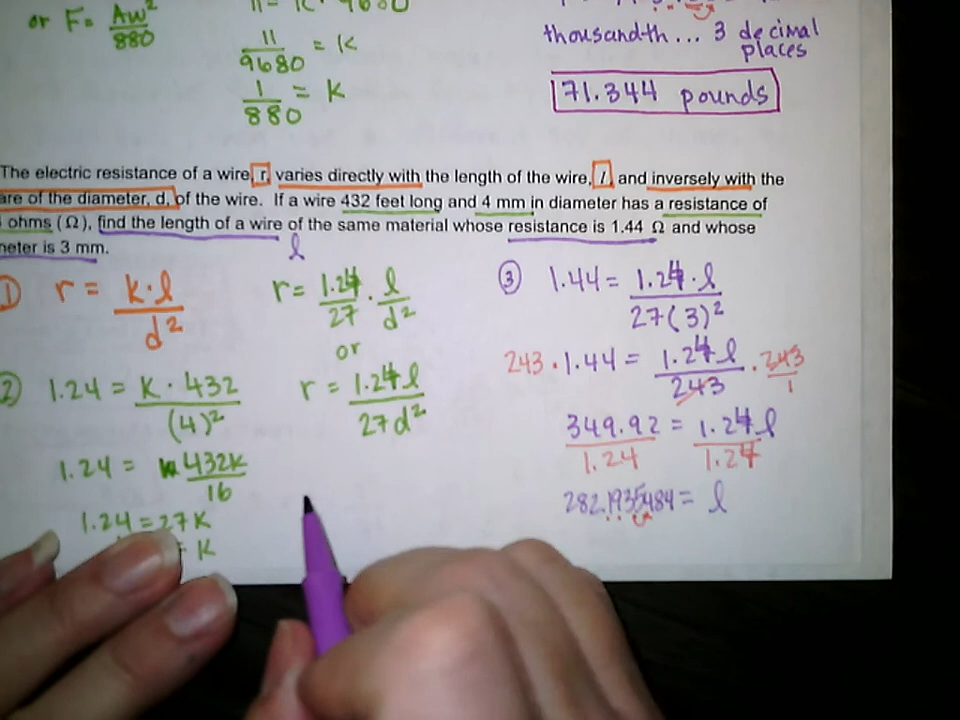 or F = Aw²/880
11/9680 = K
1/880 = K
thousandth... 3 decimal
places
71.344 pounds
The electric resistance of a wire, r, varies directly with the length of the wire, l, and inversely with the
are of the diameter, d, of the wire. If a wire 432 feet long and 4 mm in diameter has a resistance of
ohms (Ω), find the length of a wire of the same material whose resistance is 1.44 Ω and whose
meter is 3 mm.
l
① r = k·l/d²
② 1.24 = K · 432/(4)²
1.24 = 432K/16
1.24 = 27K
K
r = 1.24/27 · l/d²
or
r = 1.24l/27d²
③ 1.44 = 1.24·l/27(3)²
243 · 1.44 = 1.24l/243 · 243/1
349.92/1.24 = 1.24l/1.24
282.1935484 = l